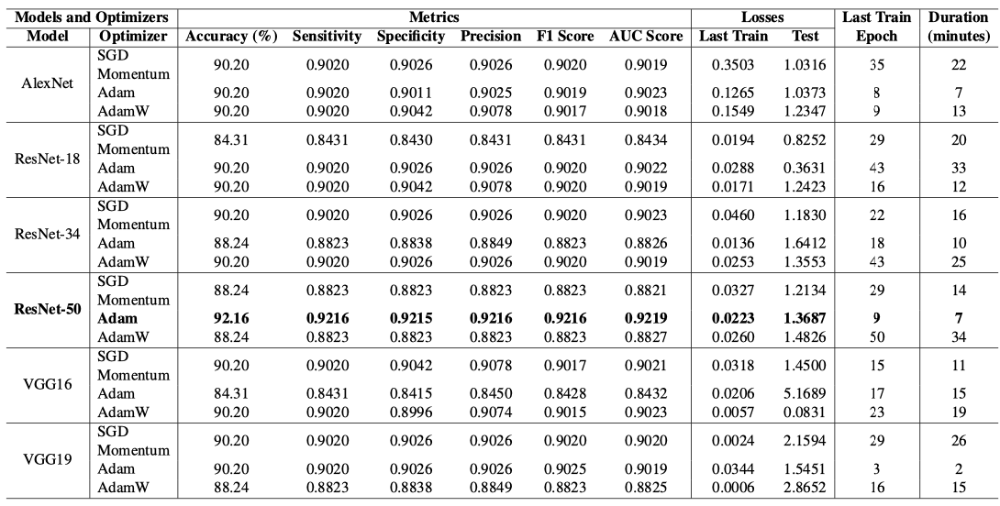 Models and Optimizers Metrics Losses Last Train Duration
Model Optimizer Accuracy (%) Sensitivity Specificity Precision F1 Score AUC Score Last Train Test Epoch (minutes)
AlexNet
SGD Momentum 90.20 0.9020 0.9026 0.9026 0.9020 0.9019 0.3503 1.0316 35 22
Adam 90.20 0.9020 0.9011 0.9025 0.9019 0.9023 0.1265 1.0373 8 7
AdamW 90.20 0.9020 0.9042 0.9078 0.9017 0.9018 0.1549 1.2347 9 13
ResNet-18
SGD Momentum 84.31 0.8431 0.8430 0.8431 0.8431 0.8434 0.0194 0.8252 29 20
Adam 90.20 0.9020 0.9026 0.9026 0.9020 0.9022 0.0288 0.3631 43 33
AdamW 90.20 0.9020 0.9042 0.9078 0.9020 0.9019 0.0171 1.2423 16 12
ResNet-34
SGD Momentum 90.20 0.9020 0.9026 0.9026 0.9020 0.9023 0.0460 1.1830 22 16
Adam 88.24 0.8823 0.8838 0.8849 0.8823 0.8826 0.0136 1.6412 18 10
AdamW 90.20 0.9020 0.9026 0.9026 0.9020 0.9019 0.0253 1.3553 43 25
ResNet-50
SGD Momentum 88.24 0.8823 0.8823 0.8823 0.8823 0.8821 0.0327 1.2134 29 14
Adam 92.16 0.9216 0.9215 0.9216 0.9216 0.9219 0.0223 1.3687 9 7
AdamW 88.24 0.8823 0.8823 0.8823 0.8823 0.8827 0.0260 1.4826 50 34
VGG16
SGD Momentum 90.20 0.9020 0.9042 0.9078 0.9017 0.9021 0.0318 1.4500 15 11
Adam 84.31 0.8431 0.8415 0.8450 0.8428 0.8432 0.0206 5.1689 17 15
AdamW 90.20 0.9020 0.8996 0.9074 0.9015 0.9023 0.0057 0.0831 23 19
VGG19
SGD Momentum 90.20 0.9020 0.9026 0.9026 0.9020 0.9020 0.0024 2.1594 29 26
Adam 90.20 0.9020 0.9026 0.9026 0.9025 0.9019 0.0344 1.5451 3 2
AdamW 88.24 0.8823 0.8838 0.8849 0.8823 0.8825 0.0006 2.8652 16 15